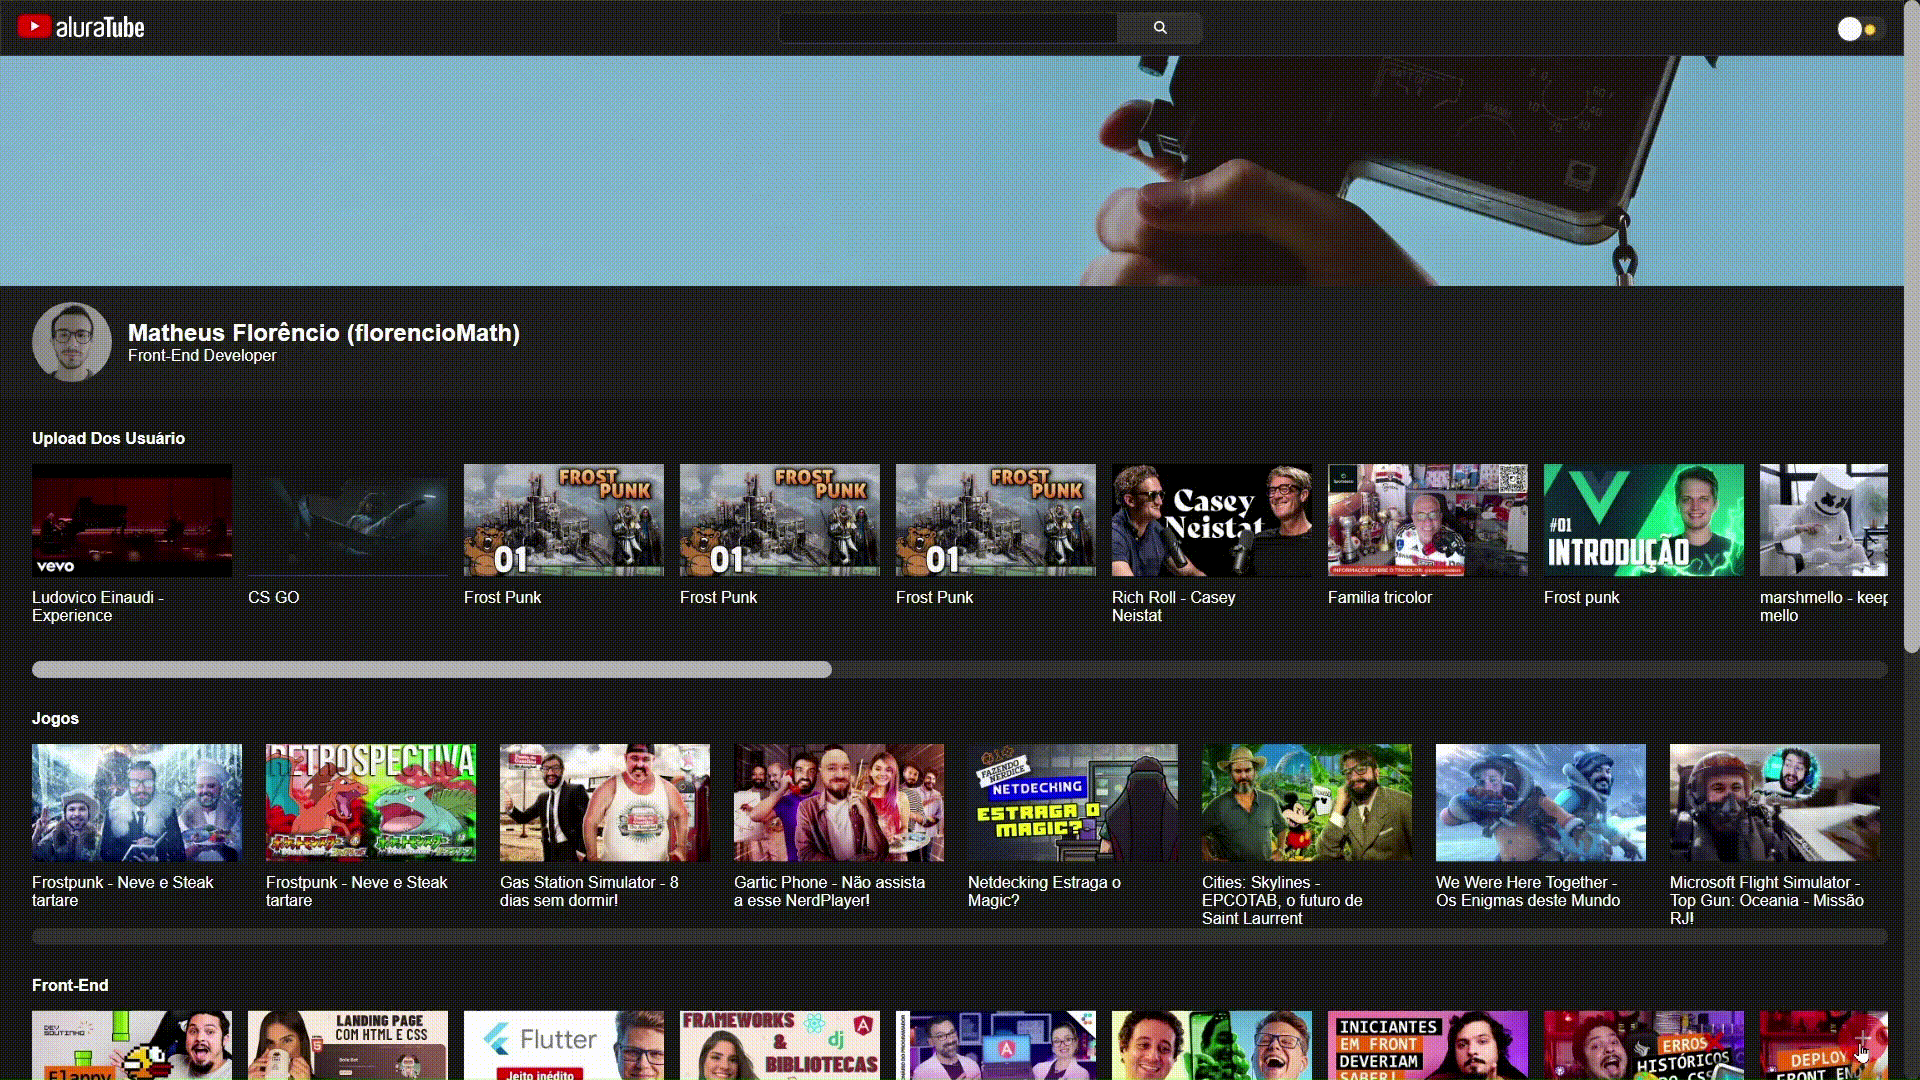 aluraTube
Matheus Florêncio (florencioMath)
Front-End Developer
Upload Dos Usuário
vevo
FROST
PUNK
01
FROST
PUNK
01
FROST
PUNK
01
Casey
Neistat
INFORMAÇÕE SOBRE O TRICOLOR
#01
INTRODUÇÃO
Ludovico Einaudi -
Experience
CS GO
Frost Punk
Frost Punk
Frost Punk
Rich Roll - Casey
Neistat
Familia tricolor
Frost punk
marshmello - keep
mello
Jogos
RETROSPECTIVA
FAZENDO
NERDICE
NETDECKING
ESTRAGA O
MAGIC?
Frostpunk - Neve e Steak
tartare
Frostpunk - Neve e Steak
tartare
Gas Station Simulator - 8
dias sem dormir!
Gartic Phone - Não assista
a esse NerdPlayer!
Netdecking Estraga o
Magic?
Cities: Skylines -
EPCOTAB, o futuro de
Saint Laurrent
We Were Here Together -
Os Enigmas deste Mundo
Microsoft Flight Simulator -
Top Gun: Oceania - Missão
RJ!
Front-End
DEV
SOUTINHO
Flappy
LANDING PAGE
COM HTML E CSS
Flutter
Jeito inédito
FRAMEWORKS
&
BIBLIOTECAS
dj
INICIANTES
EM FRONT
DEVERIAM
SABER!
ERROS
HISTÓRICOS
DO CSS
DEPLOY
FRONT END